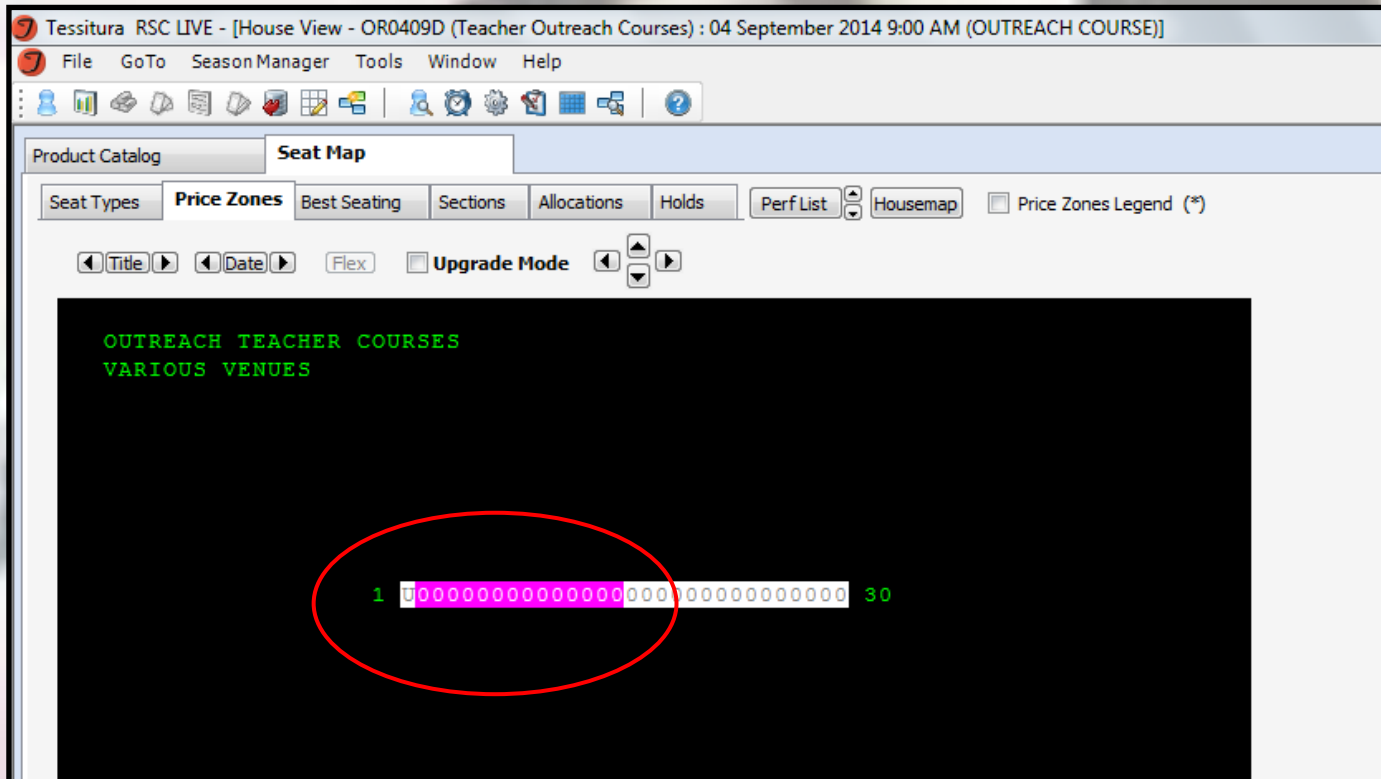 Tessitura RSC LIVE - [House View - OR0409D (Teacher Outreach Courses) : 04 September 2014 9:00 AM (OUTREACH COURSE)]
File GoTo Season Manager Tools Window Help
Product Catalog Seat Map
Seat Types Price Zones Best Seating Sections Allocations Holds Perf List Housemap Price Zones Legend (*)
Title Date Flex Upgrade Mode
OUTREACH TEACHER COURSES
VARIOUS VENUES
1 U00000000000000000000000000000 30